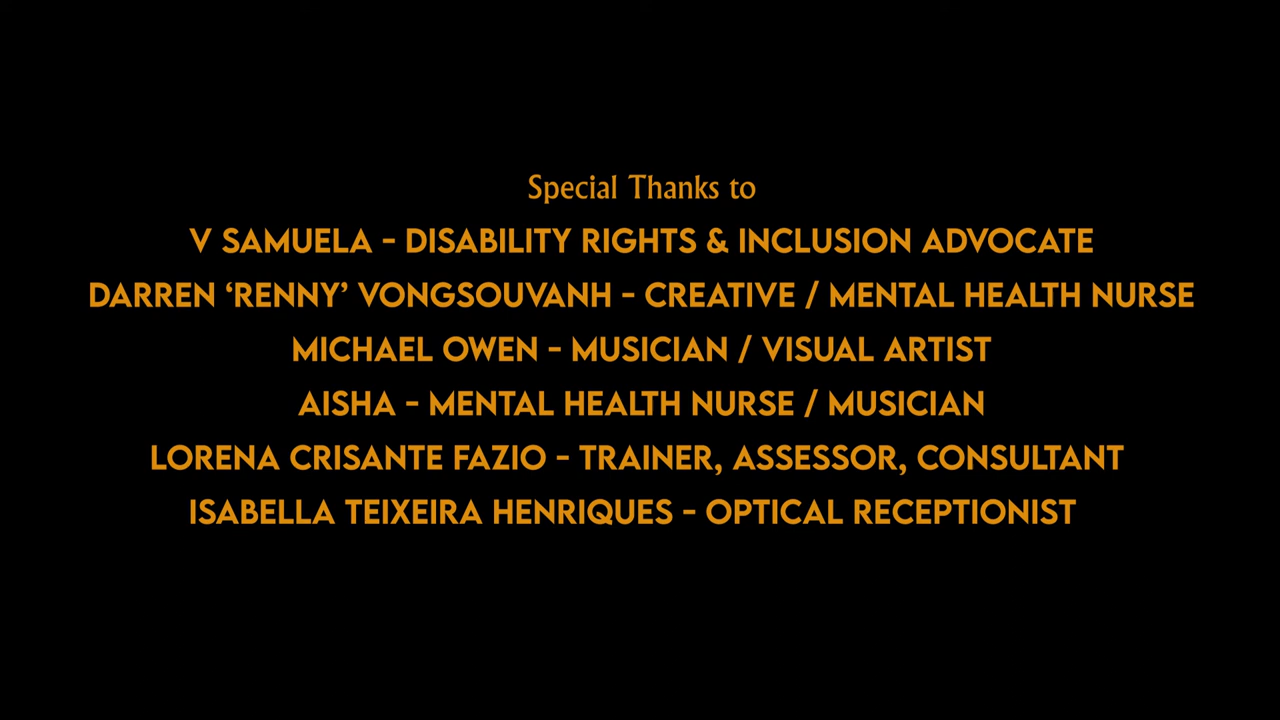 Special Thanks to
V SAMUELA - DISABILITY RIGHTS & INCLUSION ADVOCATE
DARREN ‘RENNY’ VONGSOUVANH - CREATIVE / MENTAL HEALTH NURSE
MICHAEL OWEN - MUSICIAN / VISUAL ARTIST
AISHA - MENTAL HEALTH NURSE / MUSICIAN
LORENA CRISANTE FAZIO - TRAINER, ASSESSOR, CONSULTANT
ISABELLA TEIXEIRA HENRIQUES - OPTICAL RECEPTIONIST